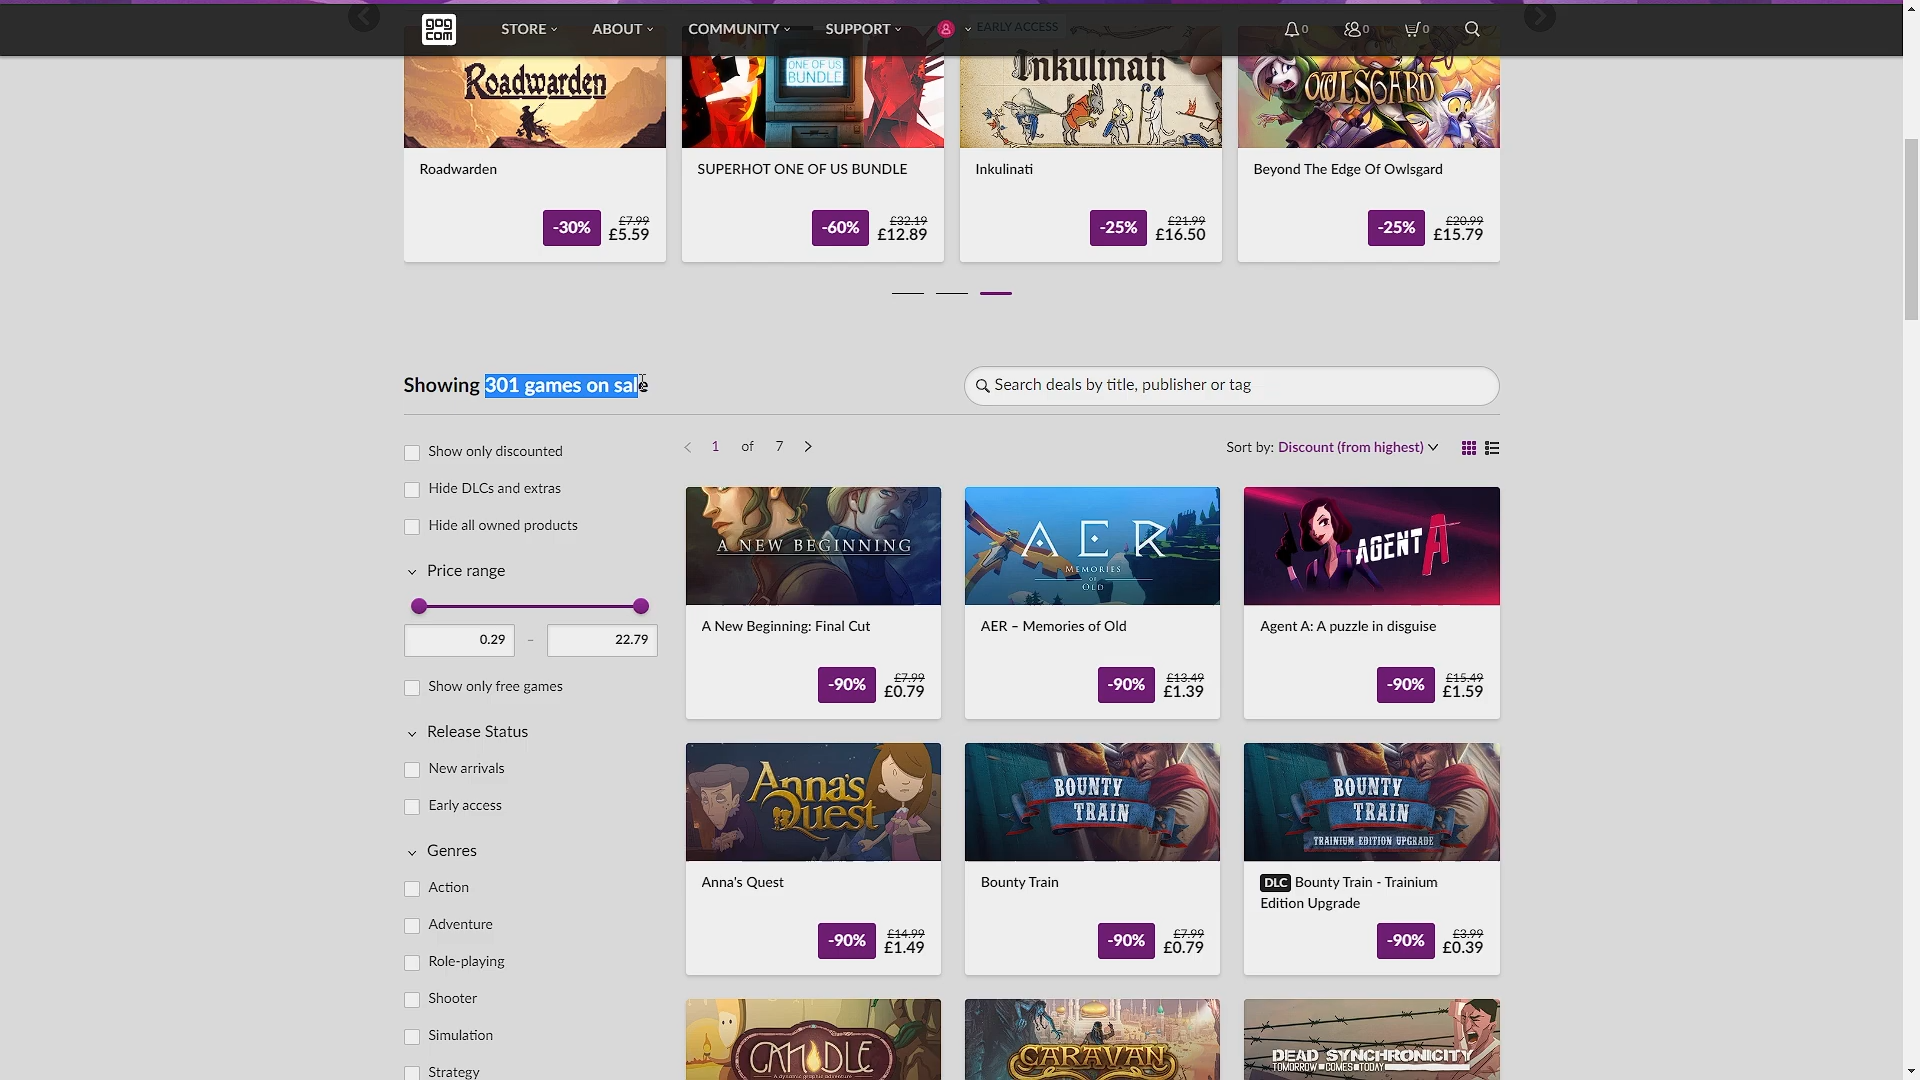 gog
com
STORE
ABOUT
COMMUNITY
SUPPORT
EARLY ACCESS
0
0
0
Roadwarden
ONE OF US
BUNDLE
Inkulinati
OWLSGARD
Roadwarden
SUPERHOT ONE OF US BUNDLE
Inkulinati
Beyond The Edge Of Owlsgard
-30%
£7.99
£5.59
-60%
£32.19
£12.89
-25%
£21.99
£16.50
-25%
£20.99
£15.79
Showing 301 games on sale
Search deals by title, publisher or tag
Show only discounted
Hide DLCs and extras
Hide all owned products
Price range
0.29 – 22.79
Show only free games
Release Status
New arrivals
Early access
Genres
Action
Adventure
Role-playing
Shooter
Simulation
Strategy
1 of 7
Sort by: Discount (from highest)
A NEW BEGINNING
A New Beginning: Final Cut
-90%
£7.99
£0.79
AER
MEMORIES
OF
OLD
AER – Memories of Old
-90%
£13.49
£1.39
AGENT A
Agent A: A puzzle in disguise
-90%
£15.49
£1.59
Anna's
Quest
Anna's Quest
-90%
£14.99
£1.49
BOUNTY
TRAIN
Bounty Train
-90%
£7.99
£0.79
BOUNTY
TRAIN
TRAINIUM EDITION UPGRADE
DLC Bounty Train - Trainium
Edition Upgrade
-90%
£3.99
£0.39
CANDLE
A dynamic graphic adventure
CARAVAN
DEAD SYNCHRONICITY
TOMORROW COMES TODAY